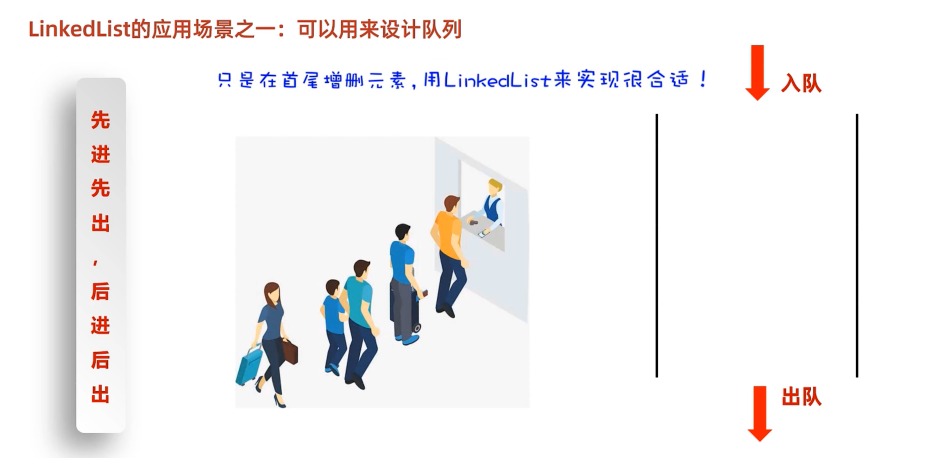 LinkedList的应用场景之一：可以用来设计队列
只是在首尾增删元素，用LinkedList来实现很合适！
入队
先进先出，后进后出
出队